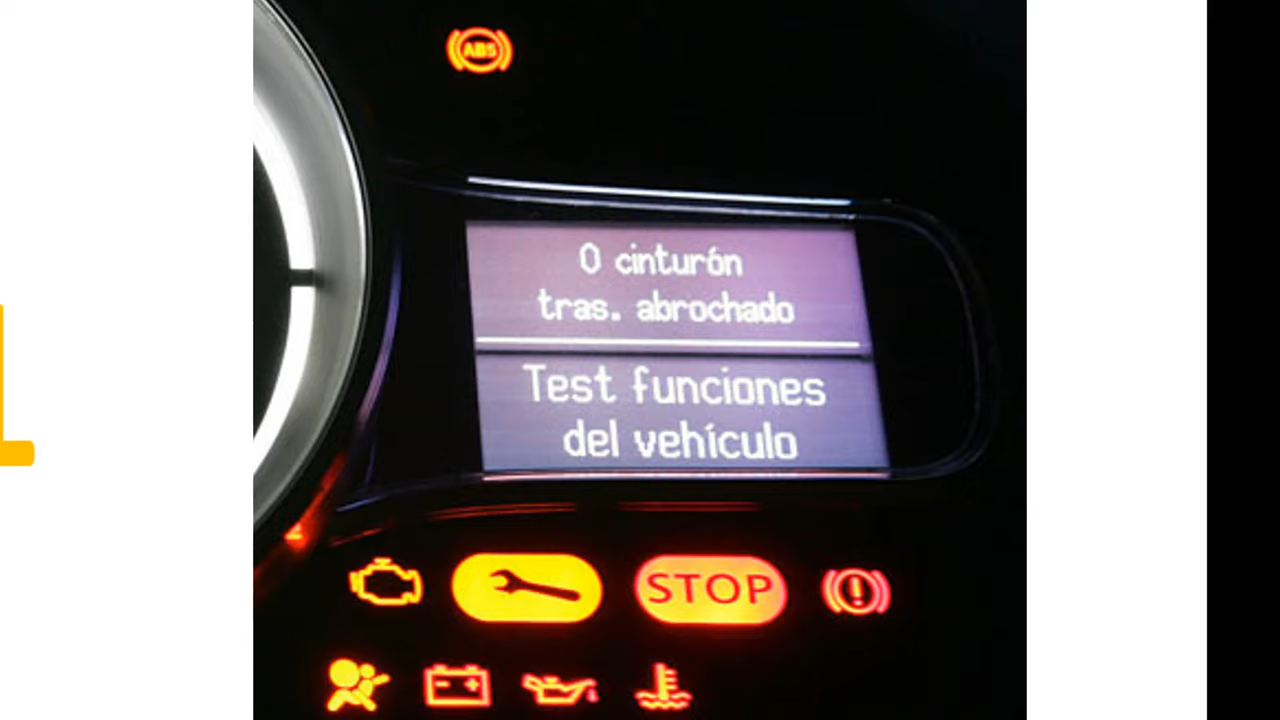 ABS
0 cinturón
tras. abrochado
Test funciones
del vehículo
STOP